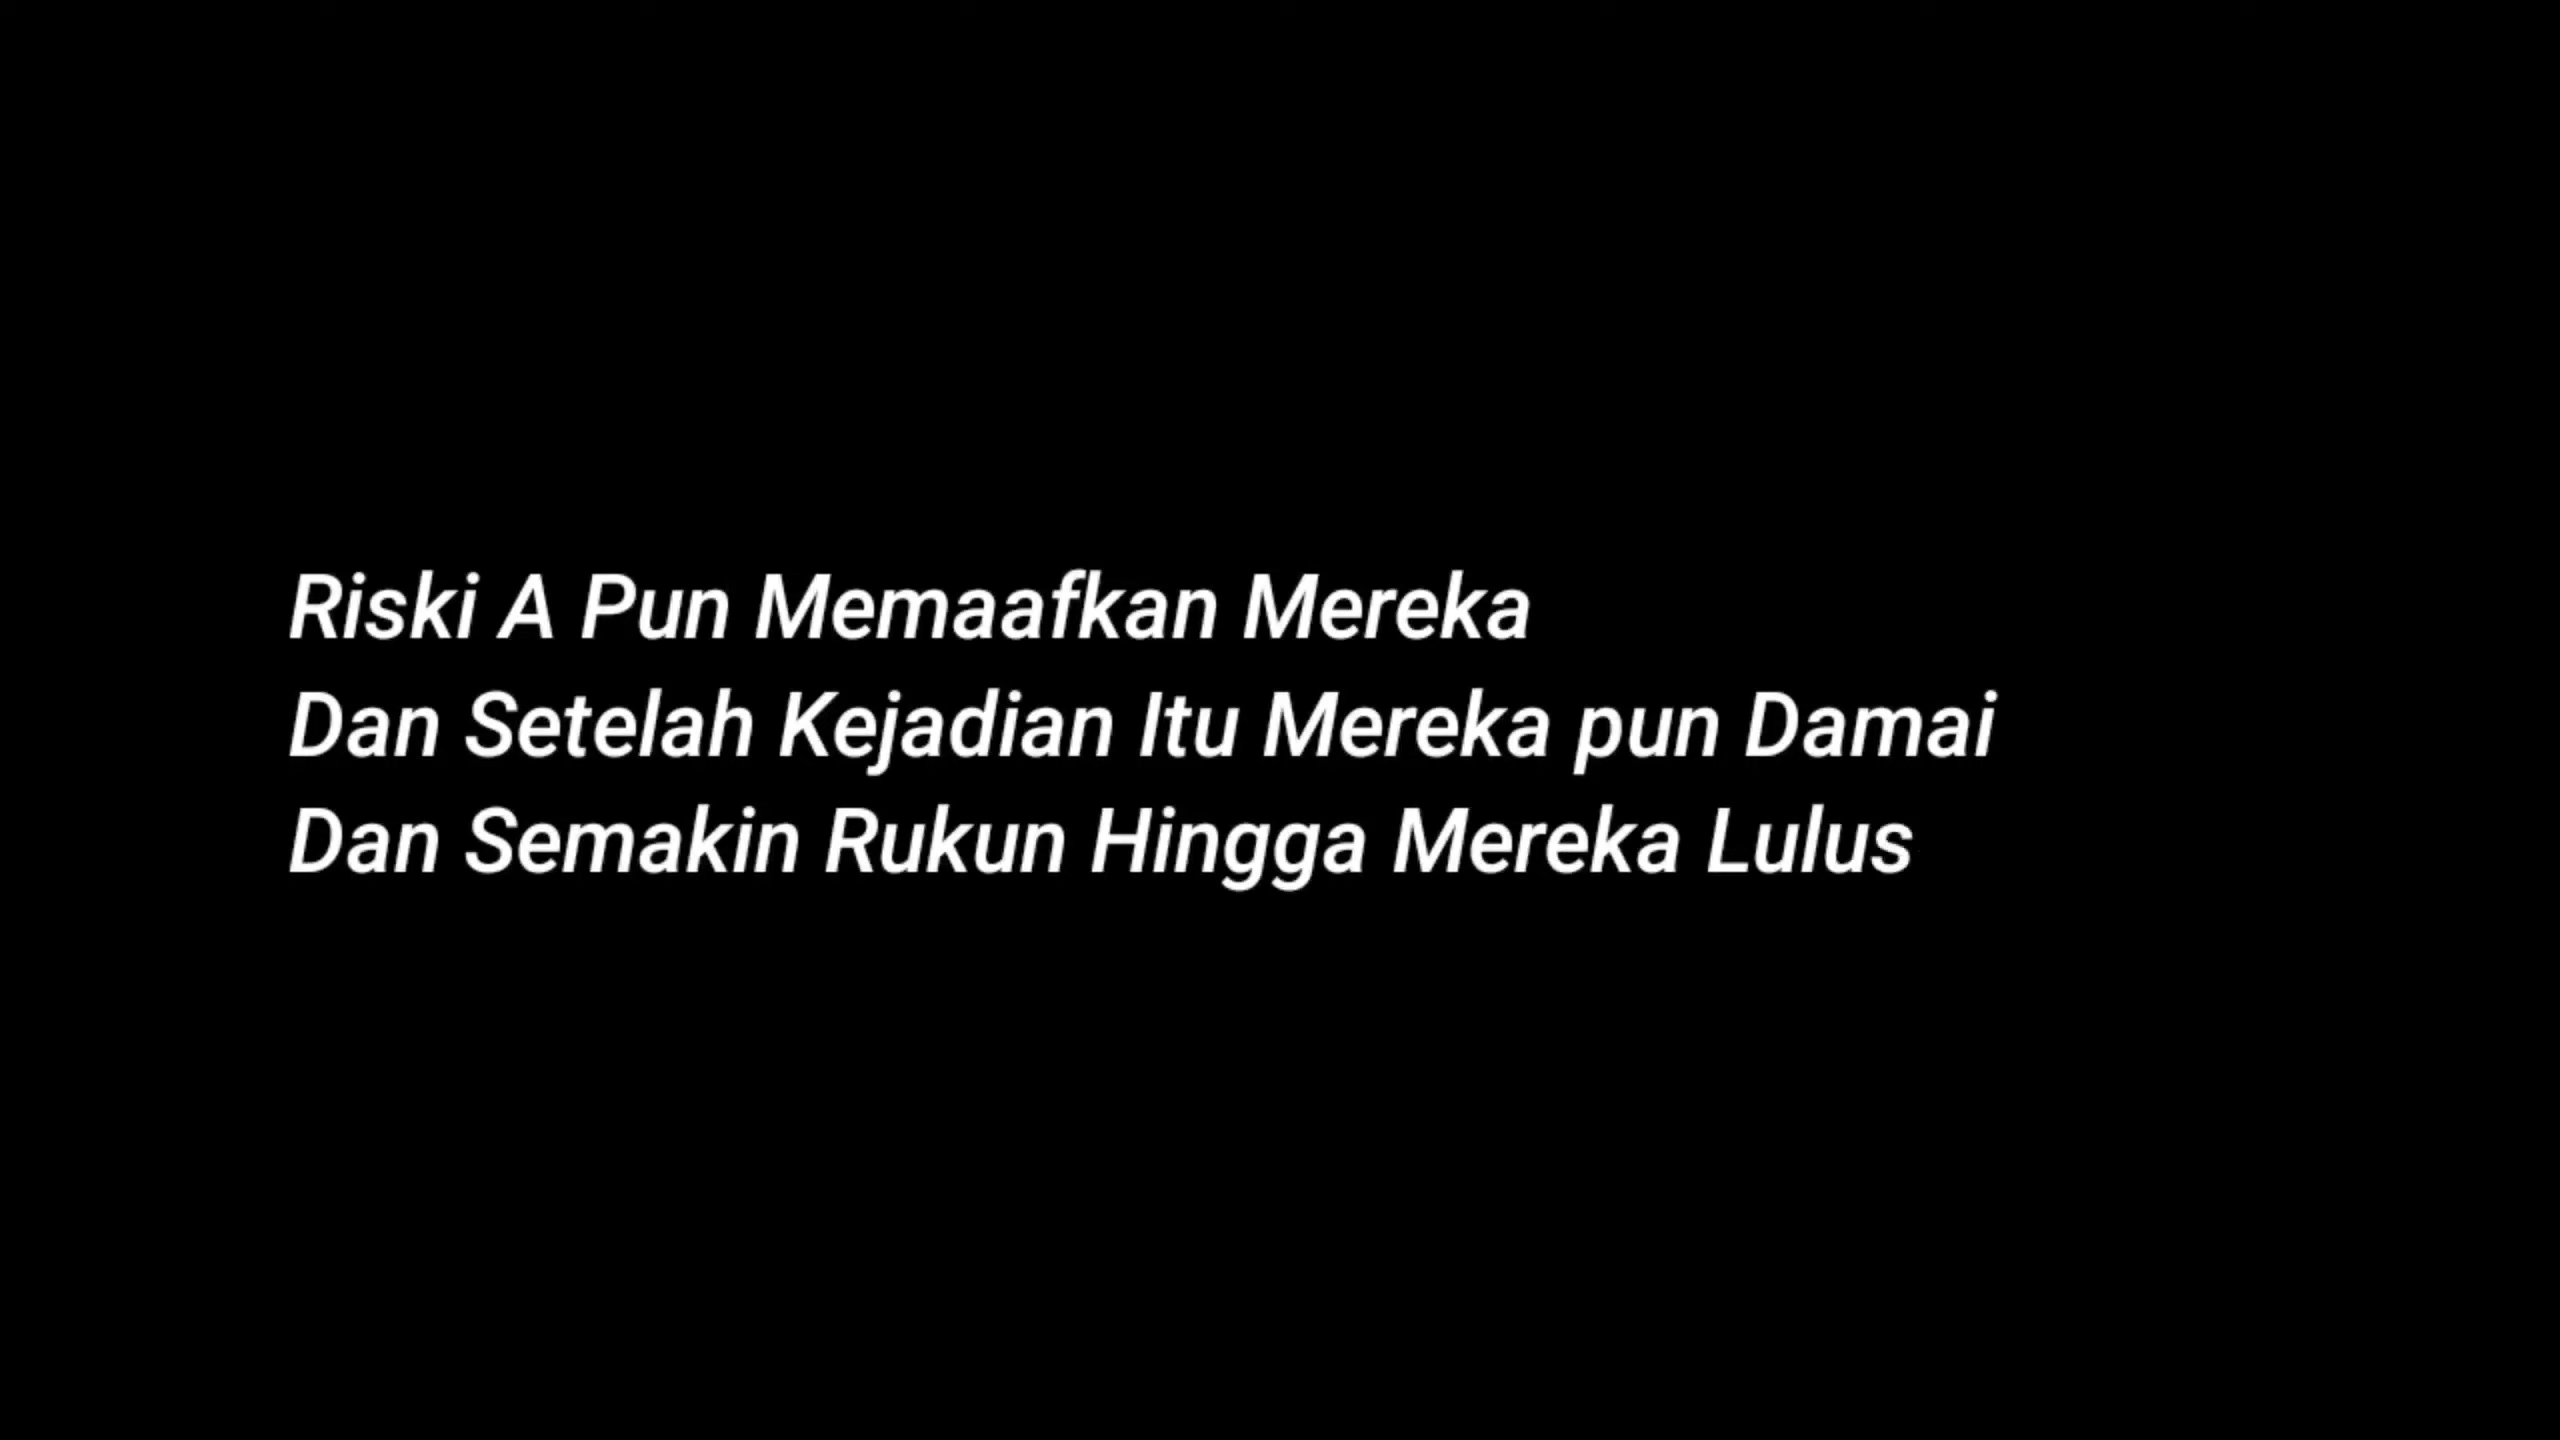 Riski A Pun Memaafkan Mereka
Dan Setelah Kejadian Itu Mereka pun Damai
Dan Semakin Rukun Hingga Mereka Lulus